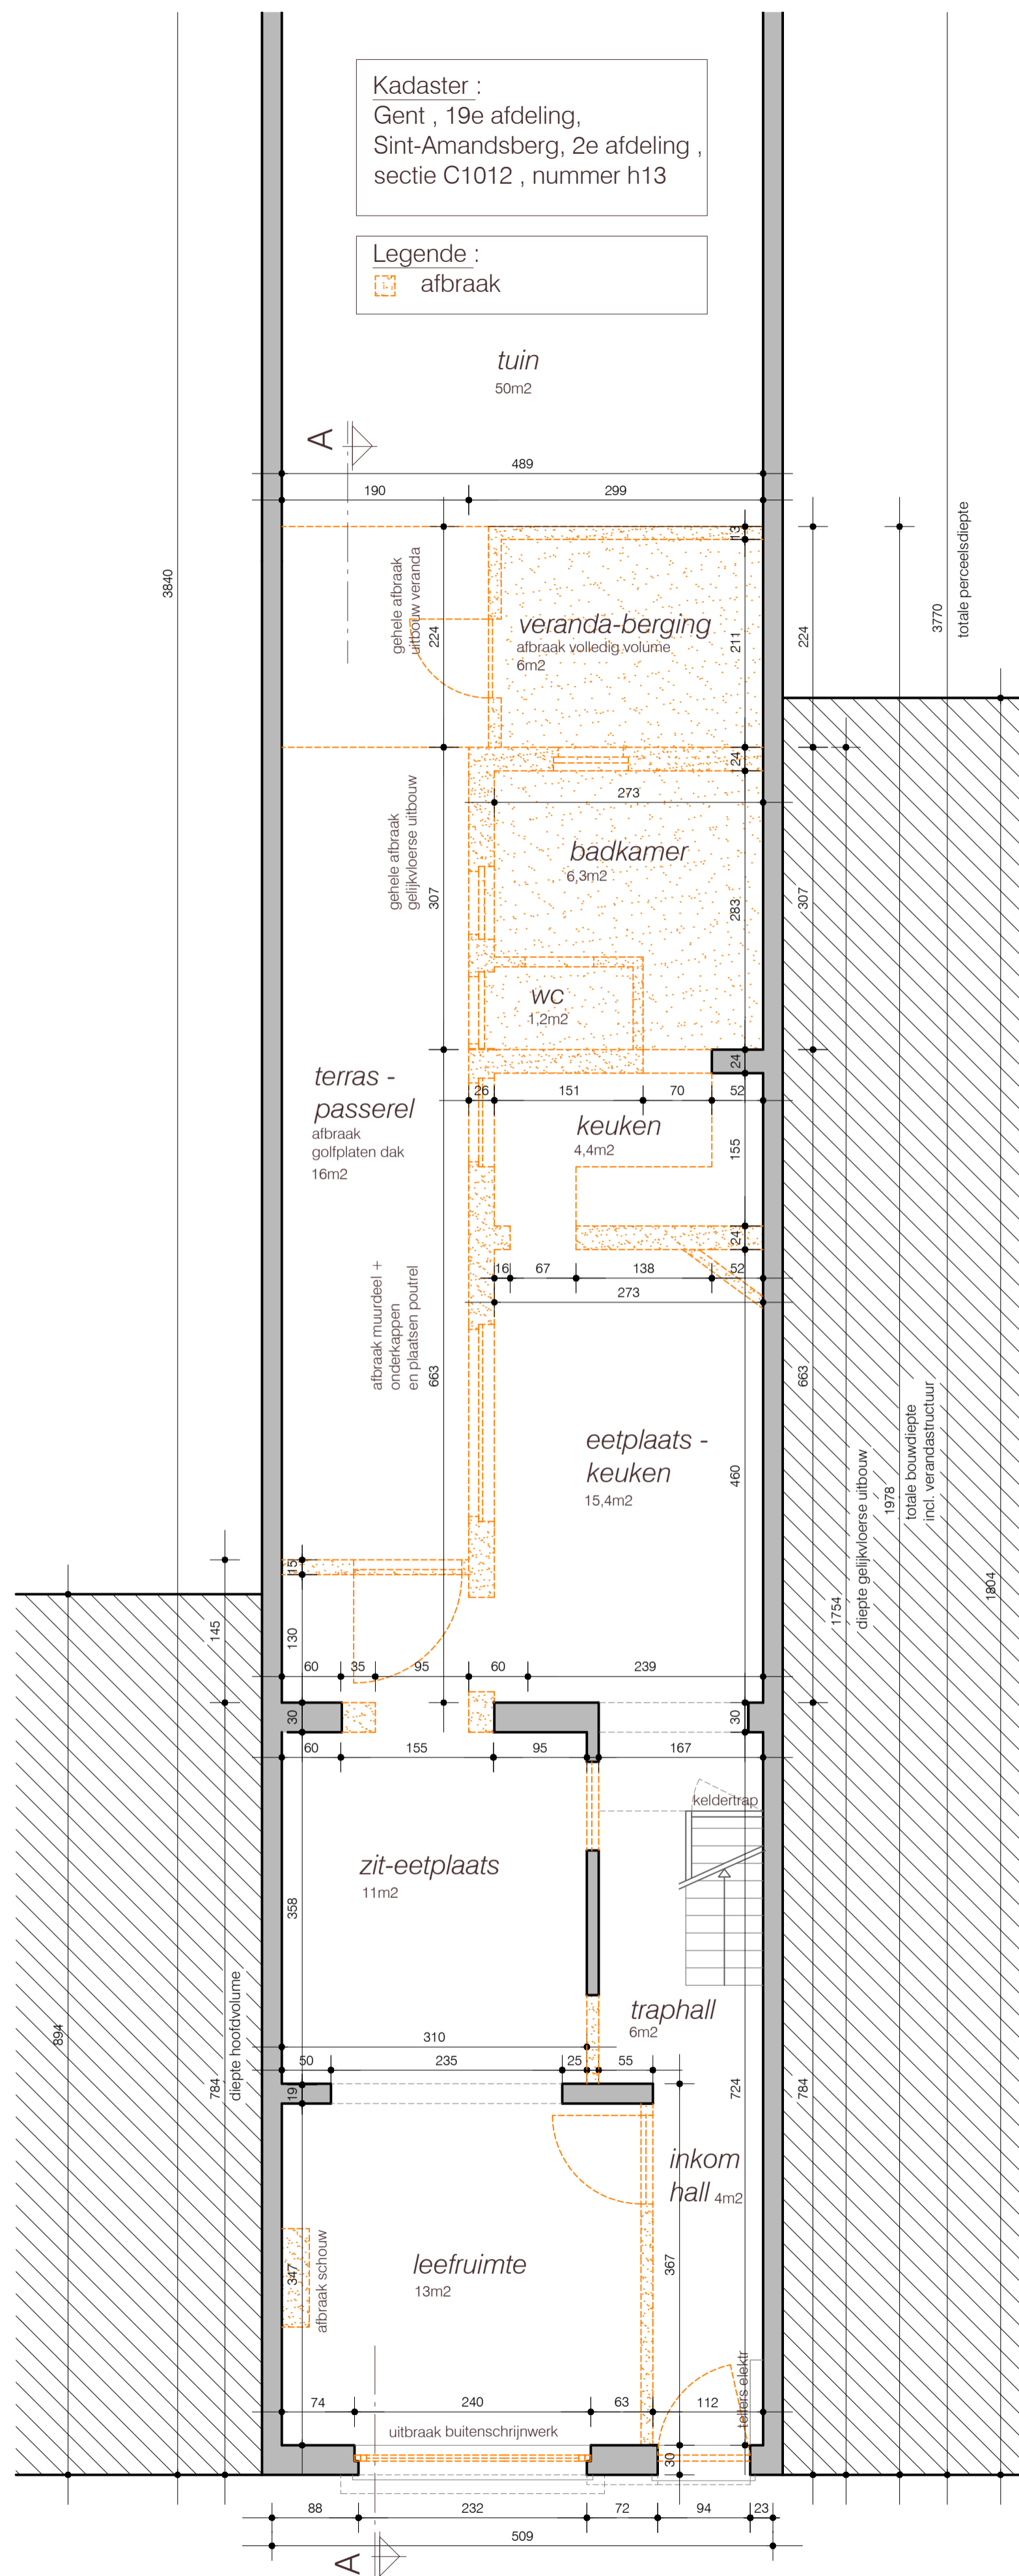 Kadaster :
Gent , 19e afdeling,
Sint-Amandsberg, 2e afdeling ,
sectie C1012 , nummer h13
Legende :
afbraak
tuin
50m2
A
489
190
299
13
3840
gehele afbraak
uitbouw veranda
224
veranda-berging
afbraak volledig volume
6m2
211
224
3770
totale perceelsdiepte
24
273
gehele afbraak
gelijkvloerse uitbouw
307
badkamer
6,3m2
283
307
wc
1,2m2
24
terras -
passerel
afbraak
golfplaten dak
16m2
26
151
70
52
keuken
4,4m2
155
24
16
67
138
52
273
afbraak muurdeel +
onderkappen
en plaatsen poutrel
663
663
eetplaats -
keuken
15,4m2
460
1754
diepte gelijkvloerse uitbouw
1978
totale bouwdiepte
incl. verandastructuur
1804
15
145
130
60
35
95
60
239
30
30
60
155
95
167
keldertrap
zit-eetplaats
11m2
358
traphall
6m2
894
784
diepte hoofdvolume
310
50
235
25
55
19
724
784
inkom
hall 4m2
leefruimte
13m2
347
afbraak schouw
367
tellers elektr
74
240
63
112
uitbraak buitenschrijnwerk
30
88
232
72
94
23
509
A